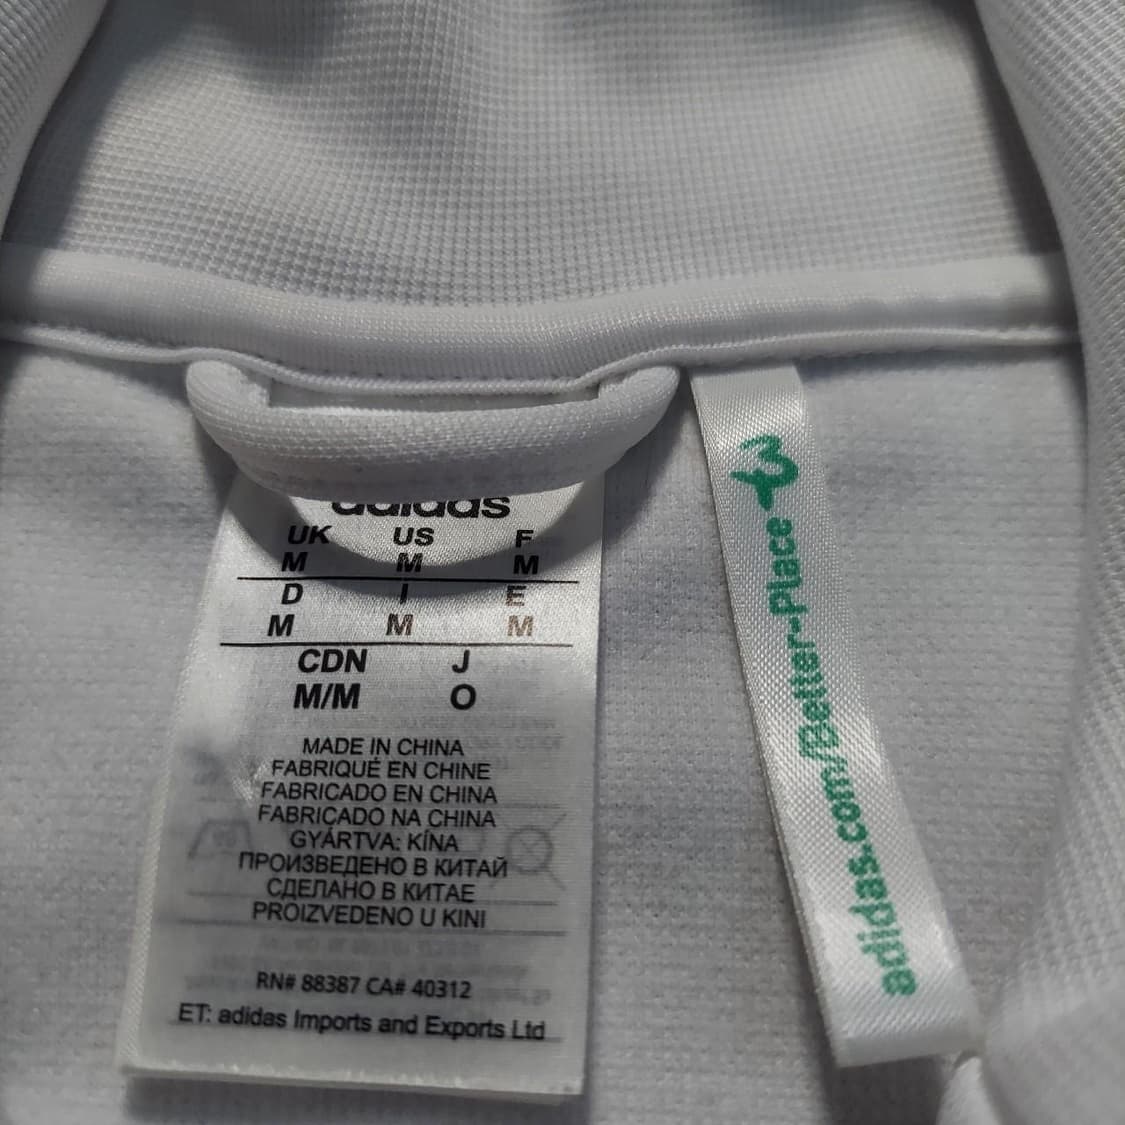 adidas
UK US F
M M M
D I E
M M M
CDN J
M/M O
MADE IN CHINA
FABRIQUÉ EN CHINE
FABRICADO EN CHINA
FABRICADO NA CHINA
GYÁRTVA: KÍNA
ПРОИЗВЕДЕНО В КИТАЙ
СДЕЛАНО В КИТАЕ
PROIZVEDENO U KINI
RN# 88387 CA# 40312
ET: adidas Imports and Exports Ltd
adidas.com/Better-Place